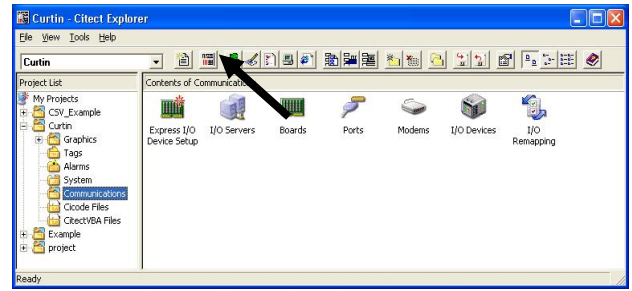 Curtin - Citect Explorer
File View Tools Help
Curtin
Project List
Contents of Communicatio
My Projects
CSV_Example
Curtin
Graphics
Tags
Alarms
System
Communications
Cicode Files
CitectVBA Files
Example
project
Express I/O Device Setup
I/O Servers
Boards
Ports
Modems
I/O Devices
I/O Remapping
Ready